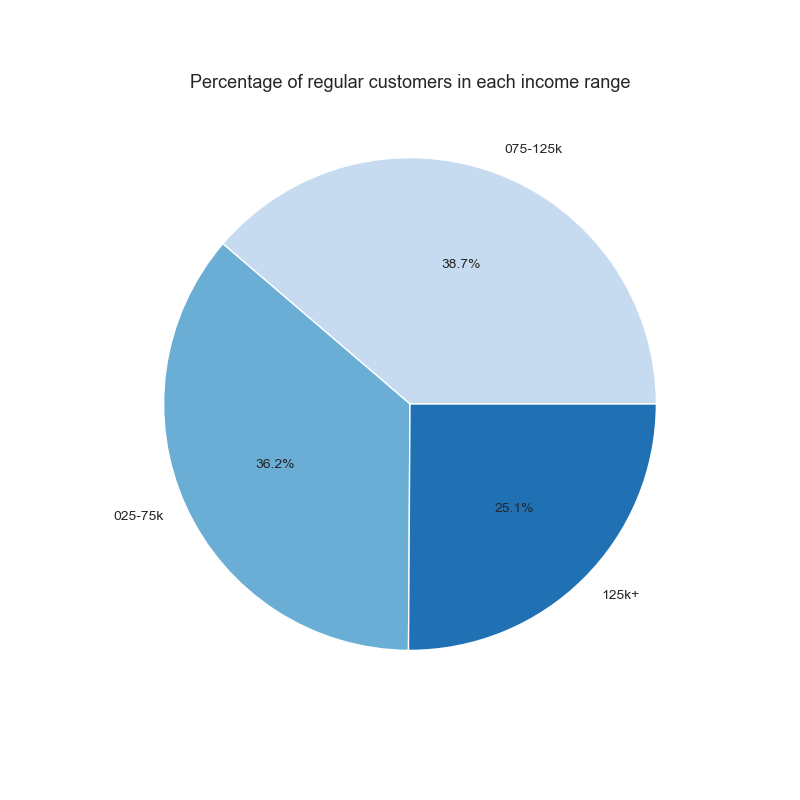 Percentage of regular customers in each income range
075-125k
38.7%
36.2%
025-75k
25.1%
125k+